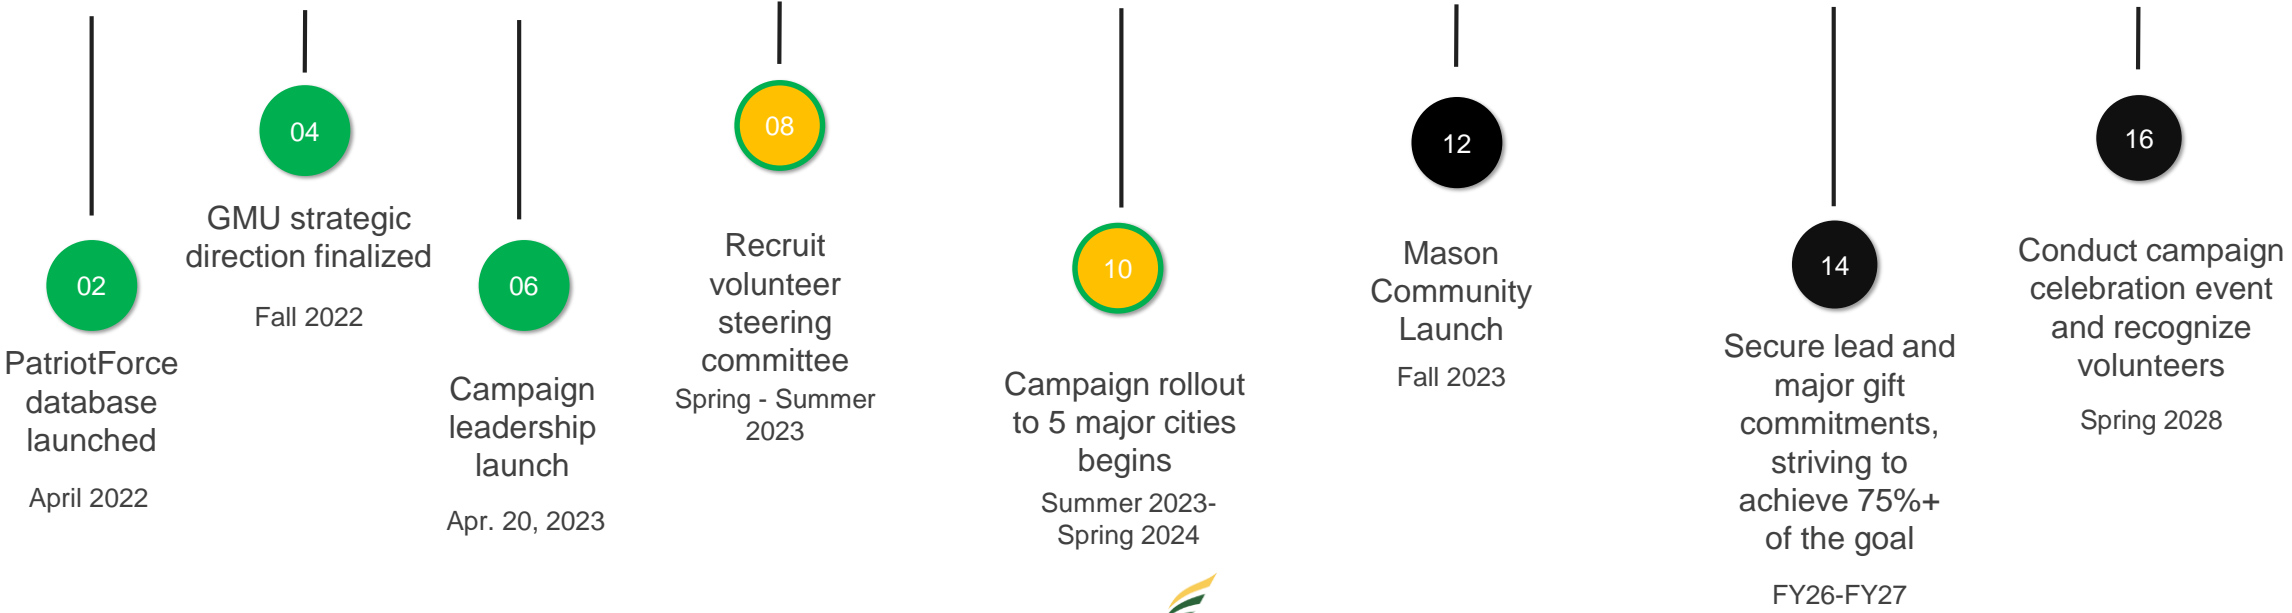 02
PatriotForce
database
launched
April 2022
04
GMU strategic
direction finalized
Fall 2022
06
Campaign
leadership
launch
Apr. 20, 2023
08
Recruit
volunteer
steering
committee
Spring - Summer
2023
10
Campaign rollout
to 5 major cities
begins
Summer 2023-
Spring 2024
12
Mason
Community
Launch
Fall 2023
14
Secure lead and
major gift
commitments,
striving to
achieve 75%+
of the goal
FY26-FY27
16
Conduct campaign
celebration event
and recognize
volunteers
Spring 2028